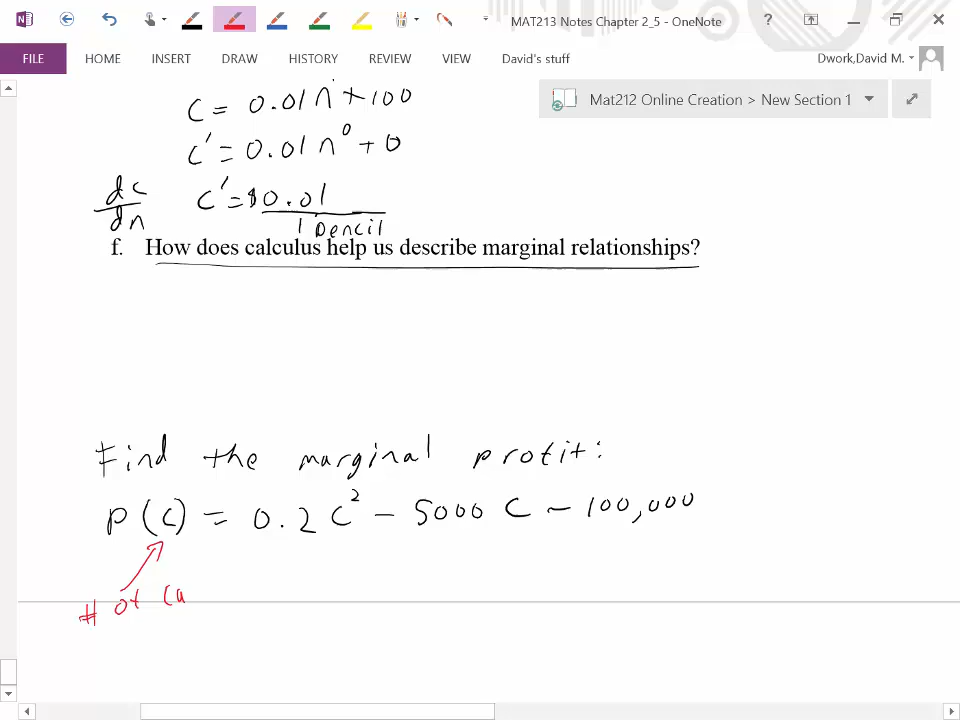 MAT213 Notes Chapter 2_5 - OneNote
FILE HOME INSERT DRAW HISTORY REVIEW VIEW David's stuff Dwork,David M.
Mat212 Online Creation > New Section 1
C = 0.01 n + 100
C' = 0.01 n⁰ + 0
dc/dn C' = $0.01 / 1 pencil
f. How does calculus help us describe marginal relationships?
Find the marginal profit:
P(C) = 0.2 C² - 5000 C - 100,000
# of Ca